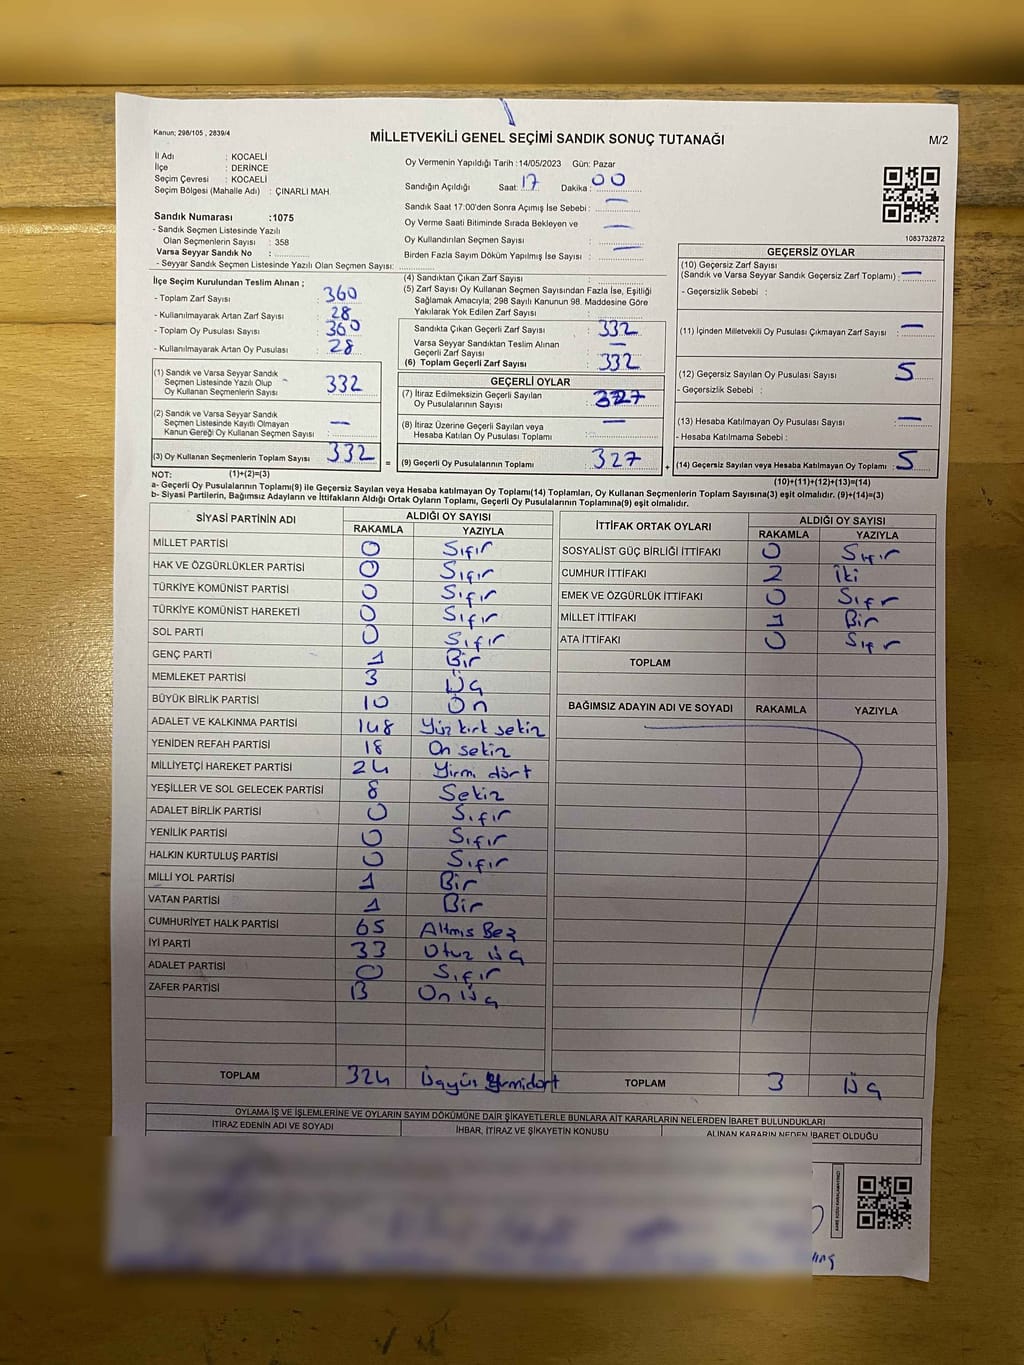 Kanun; 298/105 , 2839/4
MİLLETVEKİLİ GENEL SEÇİMİ SANDIK SONUÇ TUTANAĞI
M/2
İl Adı : KOCAELİ
İlçe : DERİNCE
Seçim Çevresi : KOCAELİ
Seçim Bölgesi (Mahalle Adı) : ÇINARLI MAH.
Sandık Numarası :1075
- Sandık Seçmen Listesinde Yazılı
Olan Seçmenlerin Sayısı : 358
Varsa Seyyar Sandık No :
- Seyyar Sandık Seçmen Listesinde Yazılı Olan Seçmen Sayısı:
Oy Vermenin Yapıldığı Tarih : 14/05/2023 Gün: Pazar
Sandığın Açıldığı Saat: 17 Dakika : 00
Sandık Saat 17:00'den Sonra Açımış İse Sebebi : —
Oy Verme Saati Bitiminde Sırada Bekleyen ve
Oy Kullandırılan Seçmen Sayısı : —
Birden Fazla Sayım Döküm Yapılmış İse Sayısı : —
1083732872
İlçe Seçim Kurulundan Teslim Alınan ;
- Toplam Zarf Sayısı : 360
- Kullanılmayarak Artan Zarf Sayısı : 28
- Toplam Oy Pusulası Sayısı : 360
- Kullanılmayarak Artan Oy Pusulası : 28
(1) Sandık ve Varsa Seyyar Sandık
Seçmen Listesinde Yazılı Olup
Oy Kullanan Seçmenlerin Sayısı : 332
(2) Sandık ve Varsa Seyyar Sandık
Seçmen Listesinde Kayıtlı Olmayan
Kanun Gereği Oy Kullanan Seçmen Sayısı : —
(3) Oy Kullanan Seçmenlerin Toplam Sayısı : 332
(1)+(2)=(3)
(4) Sandıktan Çıkan Zarf Sayısı :
(5) Zarf Sayısı Oy Kullanan Seçmen Sayısından Fazla İse, Eşitliği
Sağlamak Amacıyla; 298 Sayılı Kanunun 98. Maddesine Göre
Yakılarak Yok Edilen Zarf Sayısı :
Sandıkta Çıkan Geçerli Zarf Sayısı : 332
Varsa Seyyar Sandıktan Teslim Alınan
Geçerli Zarf Sayısı : —
(6) Toplam Geçerli Zarf Sayısı : 332
GEÇERLİ OYLAR
(7) İtiraz Edilmeksizin Geçerli Sayılan
Oy Pusulalarının Sayısı : 327
(8) İtiraz Üzerine Geçerli Sayılan veya
Hesaba Katılan Oy Pusulası Toplamı : —
= (9) Geçerli Oy Pusulalarının Toplamı : 327 +
GEÇERSİZ OYLAR
(10) Geçersiz Zarf Sayısı
(Sandık ve Varsa Seyyar Sandık Geçersiz Zarf Toplamı) : —
- Geçersizlik Sebebi :
(11) İçinden Milletvekili Oy Pusulası Çıkmayan Zarf Sayısı : —
(12) Geçersiz Sayılan Oy Pusulası Sayısı : 5
- Geçersizlik Sebebi :
(13) Hesaba Katılmayan Oy Pusulası Sayısı : —
- Hesaba Katılmama Sebebi :
(14) Geçersiz Sayılan veya Hesaba Katılmayan Oy Toplamı : 5
(10)+(11)+(12)+(13)=(14)
NOT:
a- Geçerli Oy Pusulalarının Toplamı(9) ile Geçersiz Sayılan veya Hesaba katılmayan Oy Toplamı(14) Toplamları, Oy Kullanan Seçmenlerin Toplam Sayısına(3) eşit olmalıdır. (9)+(14)=(3)
b- Siyasi Partilerin, Bağımsız Adayların ve İttifakların Aldığı Ortak Oyların Toplamı, Geçerli Oy Pusulalarının Toplamına(9) eşit olmalıdır.
SİYASİ PARTİNİN ADI ALDIĞI OY SAYISI
RAKAMLA YAZIYLA
MİLLET PARTİSİ 0 Sıfır
HAK VE ÖZGÜRLÜKLER PARTİSİ 0 Sıfır
TÜRKİYE KOMÜNİST PARTİSİ 0 Sıfır
TÜRKİYE KOMÜNİST HAREKETİ 0 Sıfır
SOL PARTİ 0 Sıfır
GENÇ PARTİ 1 Bir
MEMLEKET PARTİSİ 3 Üç
BÜYÜK BİRLİK PARTİSİ 10 On
ADALET VE KALKINMA PARTİSİ 148 Yüz kırk sekiz
YENİDEN REFAH PARTİSİ 18 On sekiz
MİLLİYETÇİ HAREKET PARTİSİ 24 Yirmi dört
YEŞİLLER VE SOL GELECEK PARTİSİ 8 Sekiz
ADALET BİRLİK PARTİSİ 0 Sıfır
YENİLİK PARTİSİ 0 Sıfır
HALKIN KURTULUŞ PARTİSİ 0 Sıfır
MİLLİ YOL PARTİSİ 1 Bir
VATAN PARTİSİ 1 Bir
CUMHURİYET HALK PARTİSİ 65 Altmış Beş
İYİ PARTİ 33 Otuz üç
ADALET PARTİSİ 0 Sıfır
ZAFER PARTİSİ 13 On üç
TOPLAM 324 Üçyüz yirmidört
İTTİFAK ORTAK OYLARI ALDIĞI OY SAYISI
RAKAMLA YAZIYLA
SOSYALİST GÜÇ BİRLİĞİ İTTİFAKI 0 Sıfır
CUMHUR İTTİFAKI 2 İki
EMEK VE ÖZGÜRLÜK İTTİFAKI 0 Sıfır
MİLLET İTTİFAKI 1 Bir
ATA İTTİFAKI 0 Sıfır
TOPLAM
BAĞIMSIZ ADAYIN ADI VE SOYADI RAKAMLA YAZIYLA
TOPLAM 3 Üç
OYLAMA İŞ VE İŞLEMLERİNE VE OYLARIN SAYIM DÖKÜMÜNE DAİR ŞİKAYETLERLE BUNLARA AİT KARARLARIN NELERDEN İBARET BULUNDUKLARI
İTİRAZ EDENİN ADI VE SOYADI İHBAR, İTİRAZ VE ŞİKAYETİN KONUSU ALINAN KARARIN NEDEN İBARET OLDUĞU